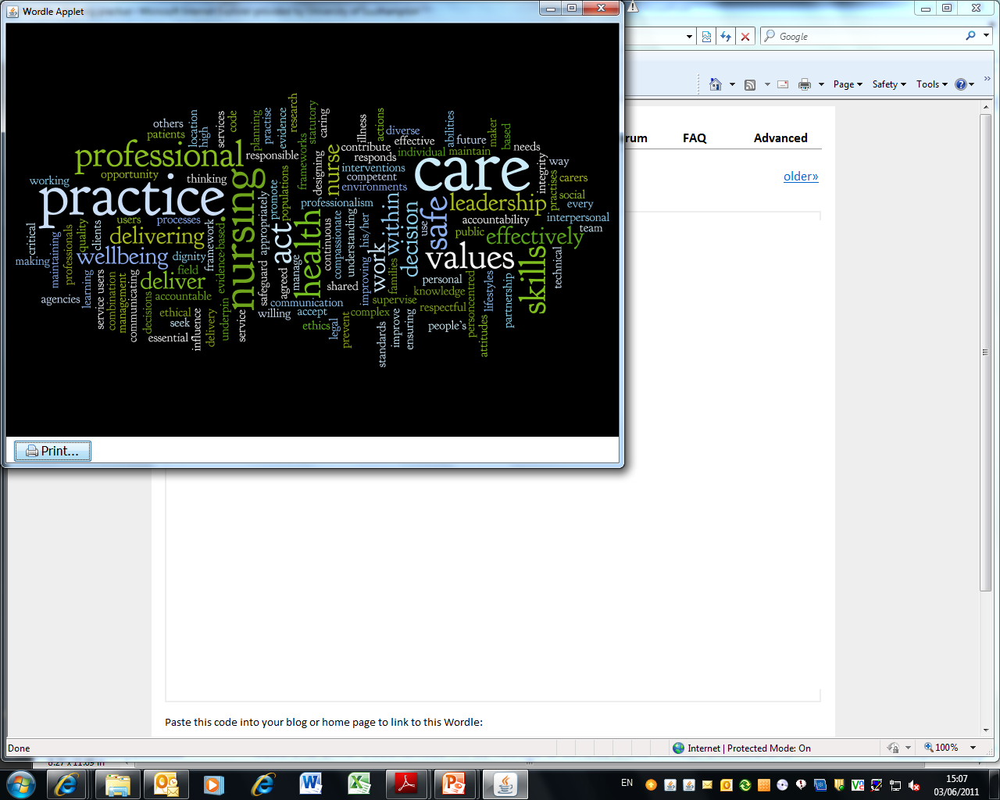 Wordle Applet
Google
Page
Safety
Tools
»
rum
FAQ
Advanced
older»
others
patients
location
high
services
code
planning
practise
evidence
research
statutory
caring
frameworks
professional
responsible
opportunity
thinking
working
practice
nursing
users
processes
critical
maintaining
professionals
quality
clients
delivering
framework
evidence-based
making
wellbeing
dignity
field
deliver
accountable
agencies
learning
service users
combination
management
communicating
decisions
ethical
seek
essential
influence
delivery
underpin
service
safeguard
appropriately
promote
populations
act
agreed
manage
health
designing
nurse
professionalism
continuous
compassionate
understanding
shared
communication
willing
accept
ethics
legal
prevent
complex
supervise
improving
his/her
work
within
families
standards
improve
ensuring
illness
actions
diverse
effective
contribute
responds
individual
interventions
competent
environments
abilities
future
maintain
maker
based
needs
care
integrity
way
practises
carers
social
every
interpersonal
team
leadership
accountability
public
effectively
decision
use
safe
values
personal
knowledge
respectful
people's
personcentred
attitudes
lifestyles
partnership
skills
technical
Print...
Paste this code into your blog or home page to link to this Wordle:
Done
Internet | Protected Mode: On
100%
8.27 x 11.69 in
EN
15:07
03/06/2011